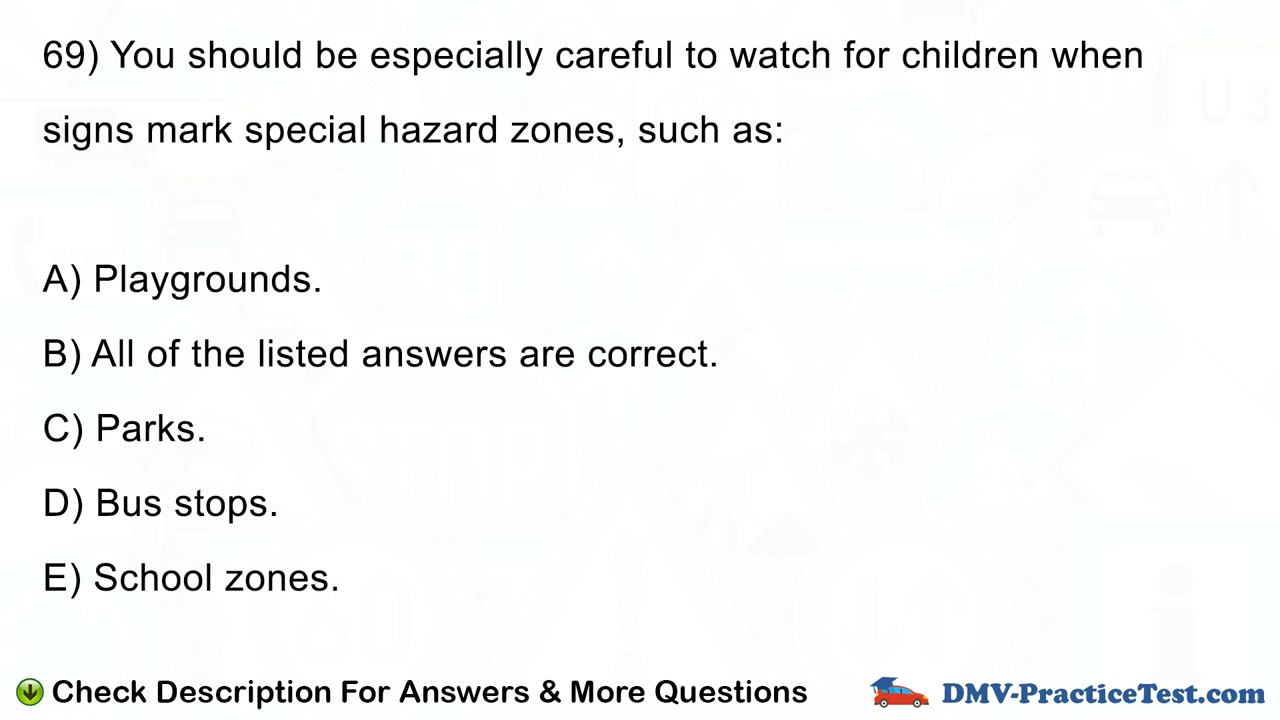 69) You should be especially careful to watch for children when
signs mark special hazard zones, such as:
A) Playgrounds.
B) All of the listed answers are correct.
C) Parks.
D) Bus stops.
E) School zones.
Check Description For Answers & More Questions
DMV-PracticeTest.com